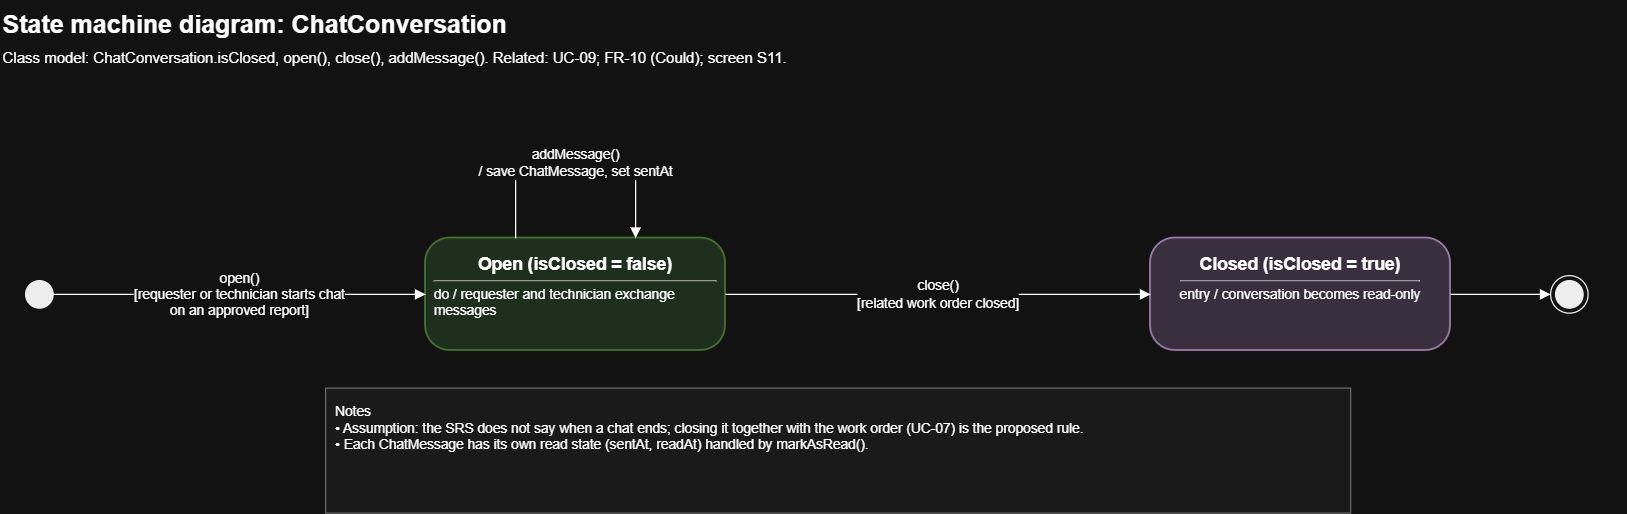 State machine diagram: ChatConversation
Class model: ChatConversation.isClosed, open(), close(), addMessage(). Related: UC-09; FR-10 (Could); screen S11.
addMessage()
/ save ChatMessage, set sentAt
open()
[requester or technician starts chat
on an approved report]
Open (isClosed = false)
do / requester and technician exchange
messages
close()
[related work order closed]
Closed (isClosed = true)
entry / conversation becomes read-only
Notes
• Assumption: the SRS does not say when a chat ends; closing it together with the work order (UC-07) is the proposed rule.
• Each ChatMessage has its own read state (sentAt, readAt) handled by markAsRead().